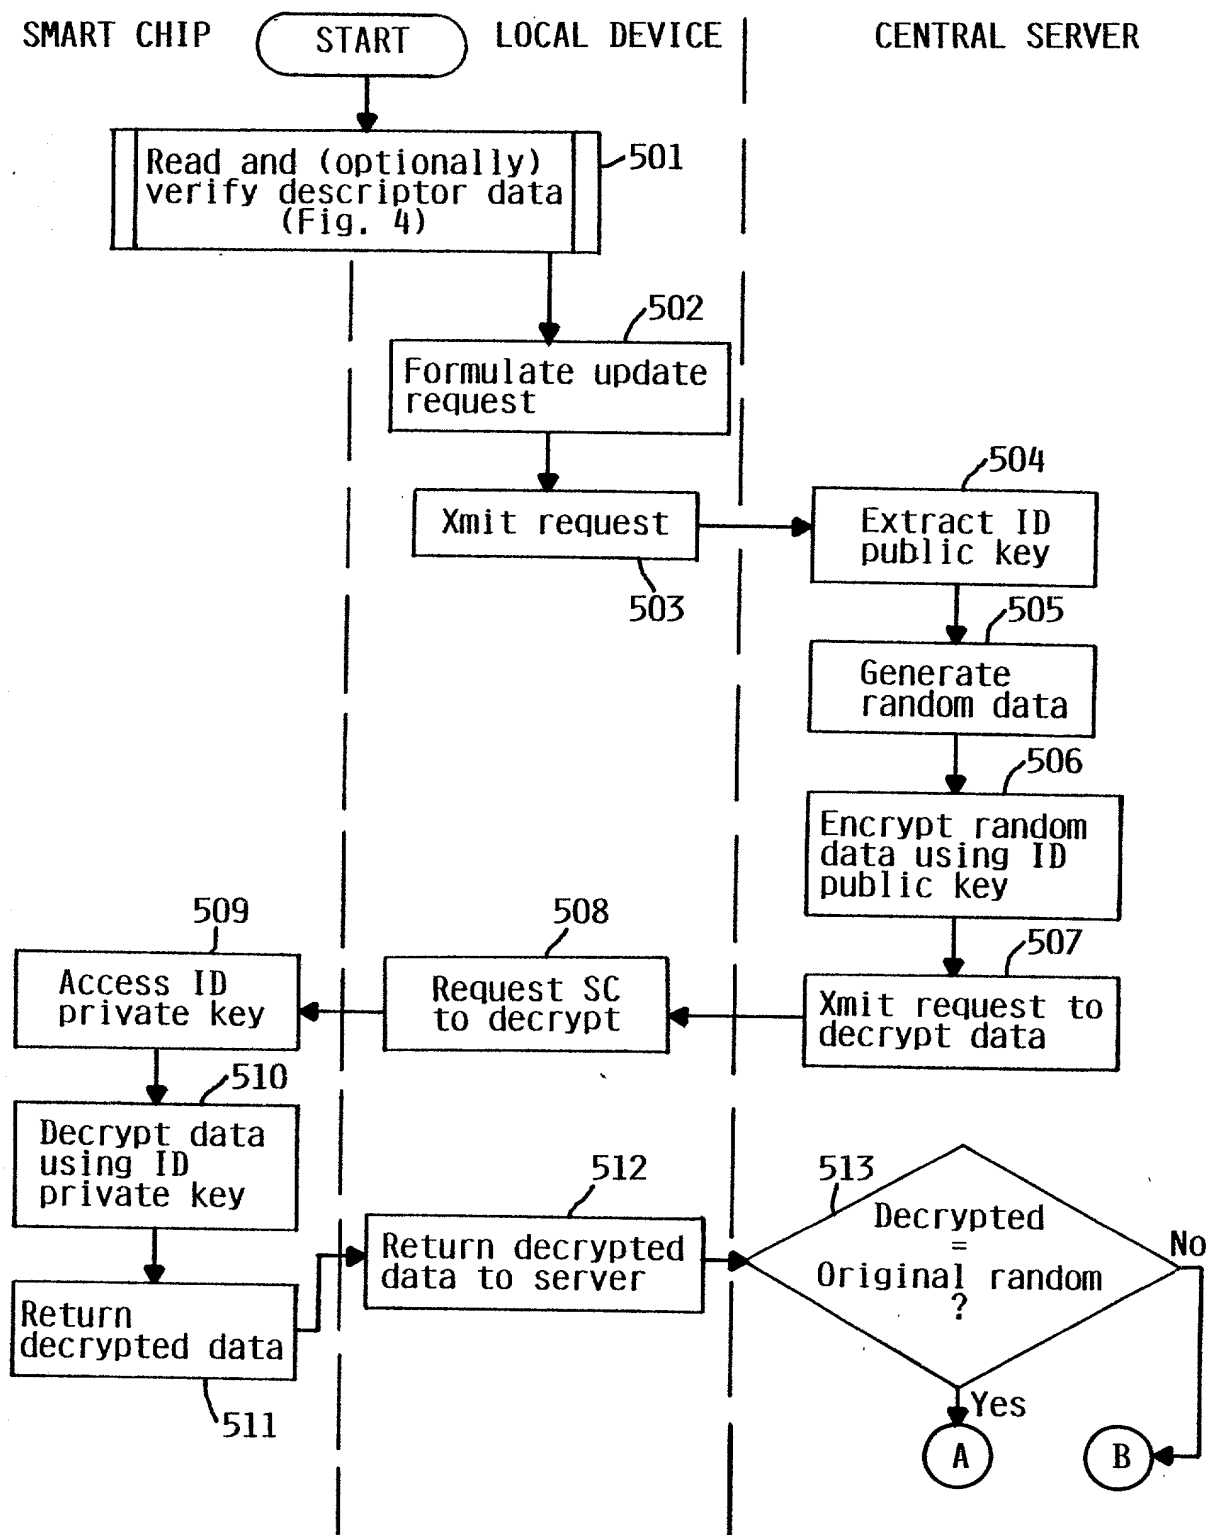 SMART CHIP
START
LOCAL DEVICE
CENTRAL SERVER
Read and (optionally)
verify descriptor data
(Fig. 4)
501
502
Formulate update
request
Xmit request
503
504
Extract ID
public key
505
Generate
random data
506
Encrypt random
data using ID
public key
507
Xmit request to
decrypt data
508
Request SC
to decrypt
509
Access ID
private key
510
Decrypt data
using ID
private key
Return
decrypted data
511
512
Return decrypted
data to server
513
Decrypted
=
Original random
?
No
Yes
A
B